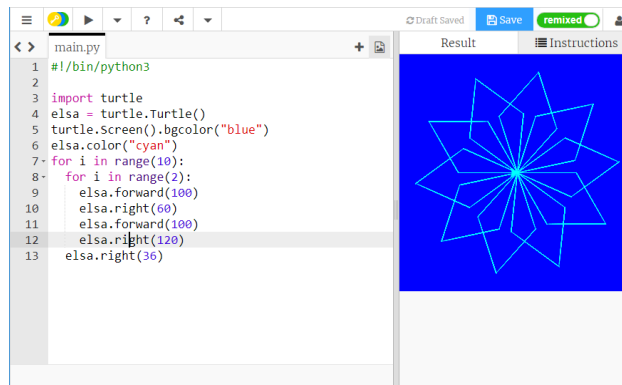 ?
Draft Saved
Save
remixed
main.py
+
Result
Instructions
1 #!/bin/python3
2
3 import turtle
4 elsa = turtle.Turtle()
5 turtle.Screen().bgcolor("blue")
6 elsa.color("cyan")
7 for i in range(10):
8 for i in range(2):
9 elsa.forward(100)
10 elsa.right(60)
11 elsa.forward(100)
12 elsa.right(120)
13 elsa.right(36)